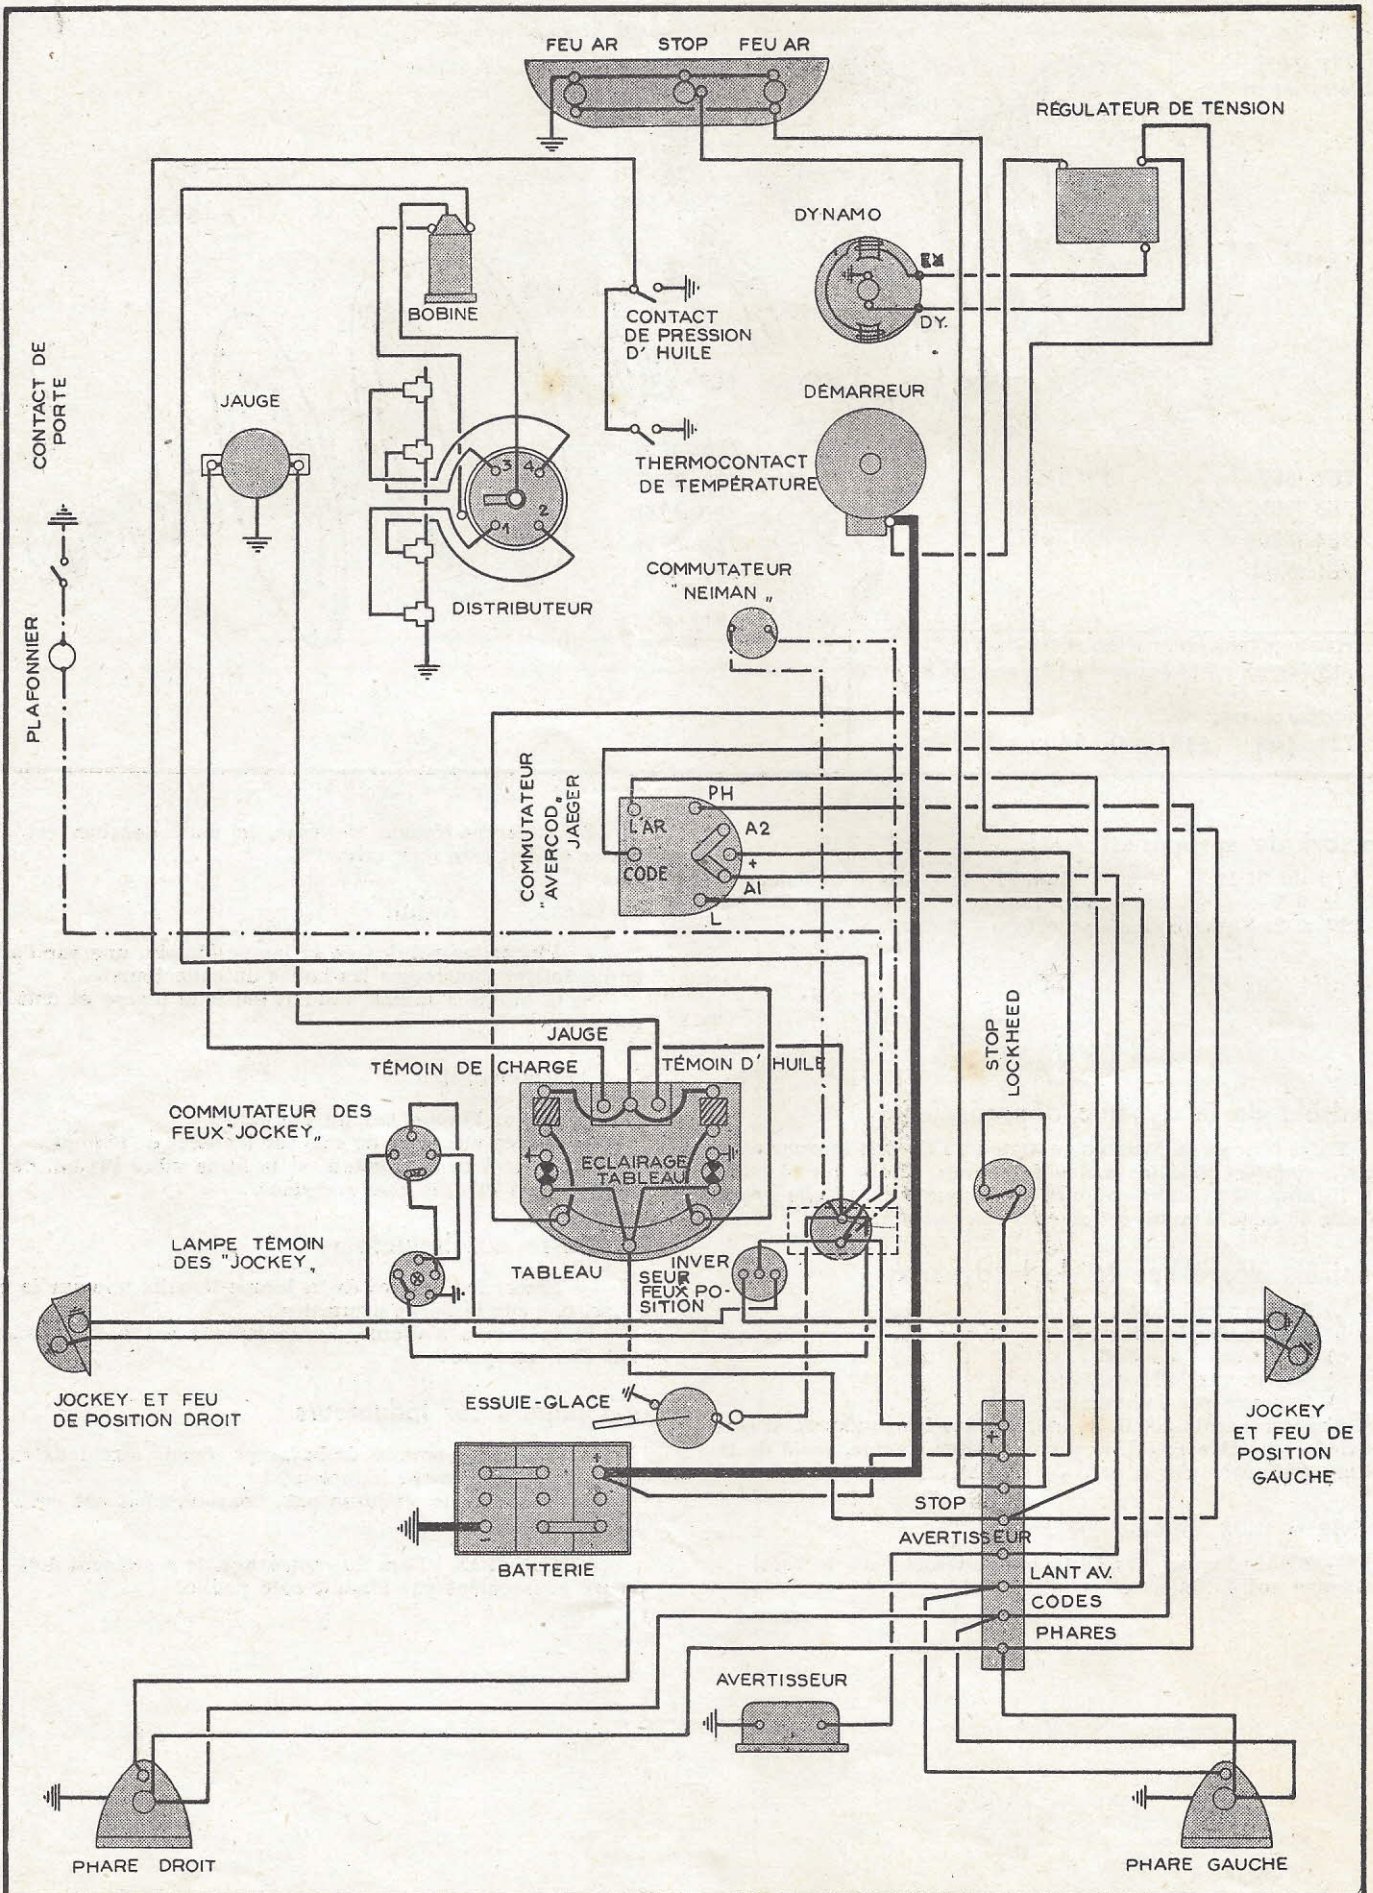 FEU AR STOP FEU AR
RÉGULATEUR DE TENSION
DYNAMO
EX
DY.
BOBINE
CONTACT
DE PRESSION
D'HUILE
CONTACT DE
PORTE
JAUGE
DÉMARREUR
3 4
1 2
THERMOCONTACT
DE TEMPÉRATURE
COMMUTATEUR
"NEIMAN„
DISTRIBUTEUR
PLAFONNIER
COMMUTATEUR
"AVERCOD„
JAEGER
PH
L'AR
A2
+
CODE
A1
L
STOP
LOCKHEED
JAUGE
TÉMOIN DE CHARGE
TÉMOIN D'HUILE
COMMUTATEUR DES
FEUX "JOCKEY„
ECLAIRAGE
TABLEAU
LAMPE TÉMOIN
DES "JOCKEY„
TABLEAU
INVER
SEUR
FEUX PO-
SITION
JOCKEY ET FEU
DE POSITION DROIT
ESSUIE-GLACE
JOCKEY
ET FEU DE
POSITION
GAUCHE
+
+
-
BATTERIE
STOP
AVERTISSEUR
LANT AV.
CODES
PHARES
AVERTISSEUR
PHARE DROIT
PHARE GAUCHE